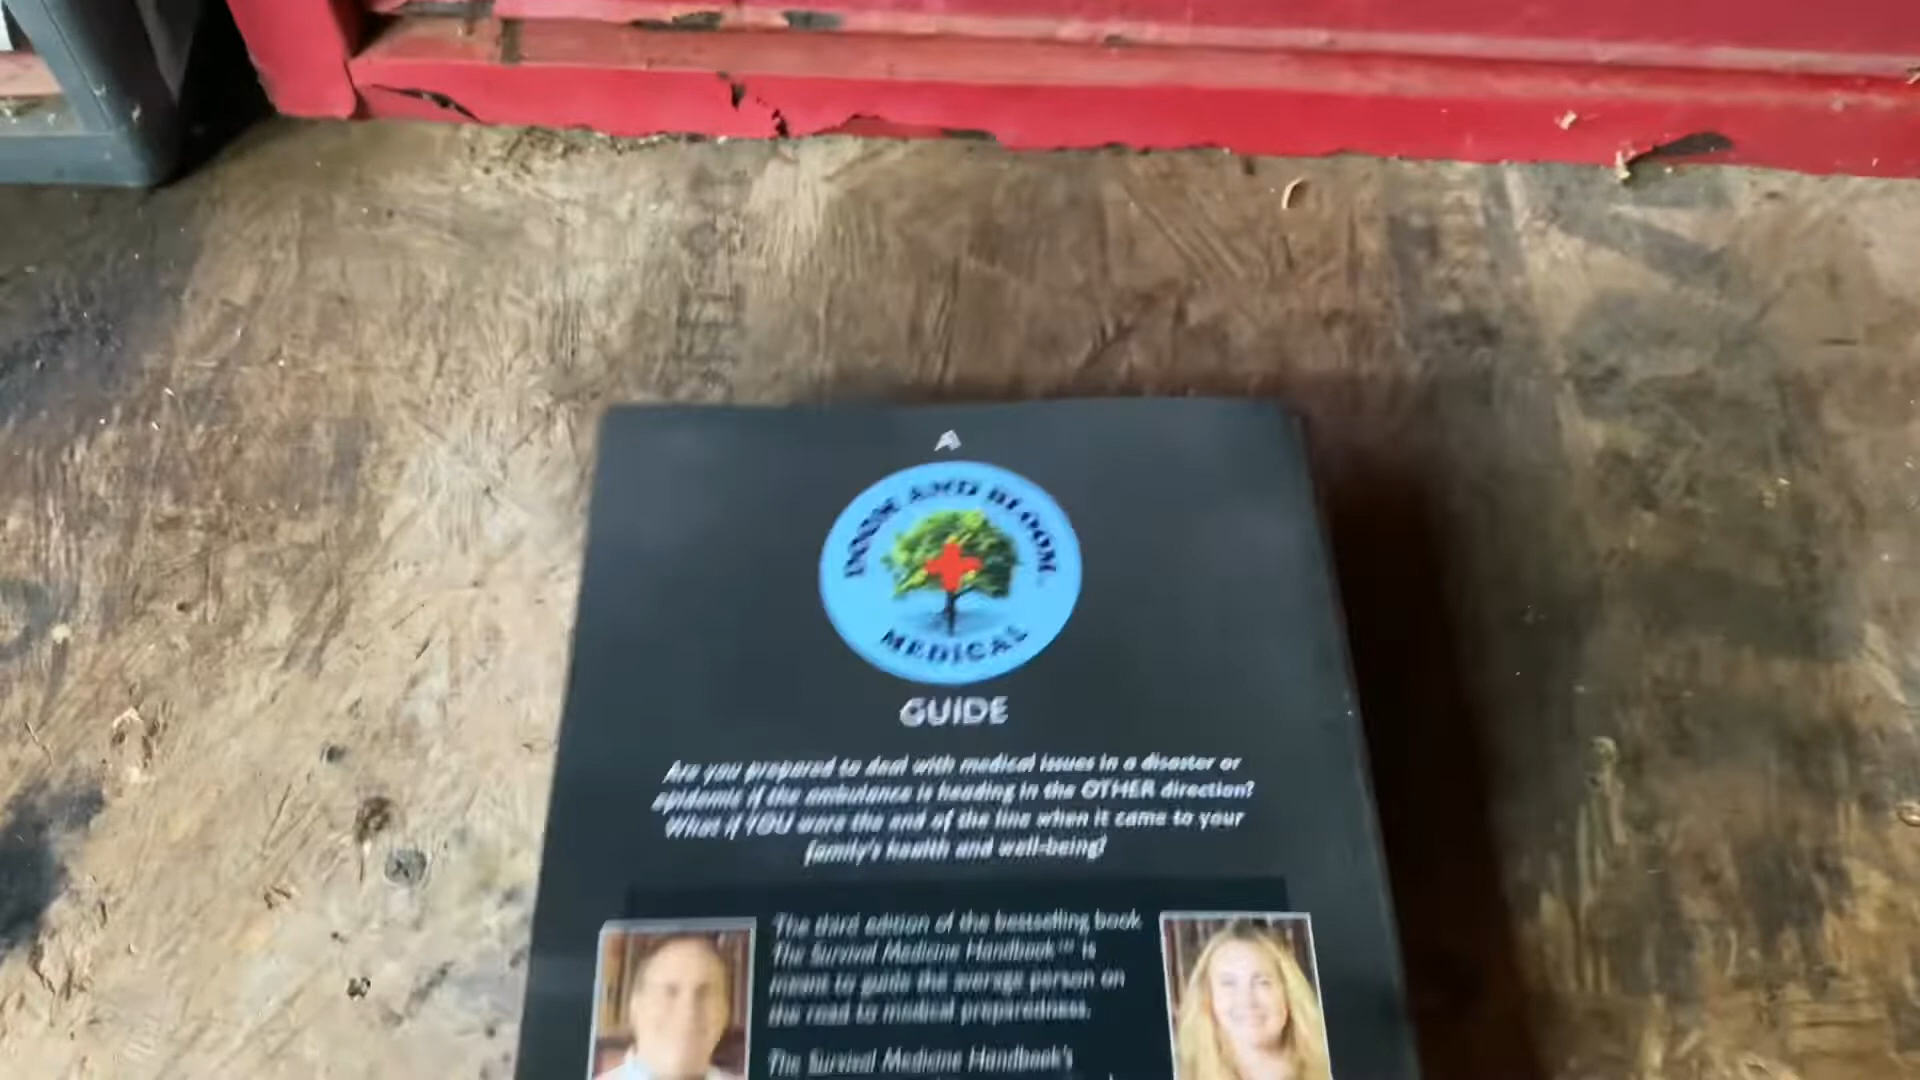 A
DOOM AND BLOOM
MEDICAL
GUIDE
Are you prepared to deal with medical issues in a disaster or
epidemic if the ambulance is heading in the OTHER direction?
What if YOU were the end of the line when it came to your
family's health and well-being?
The third edition of the bestselling book
The Survival Medicine Handbook™ is
meant to guide the average person on
the road to medical preparedness.
The Survival Medicine Handbook's